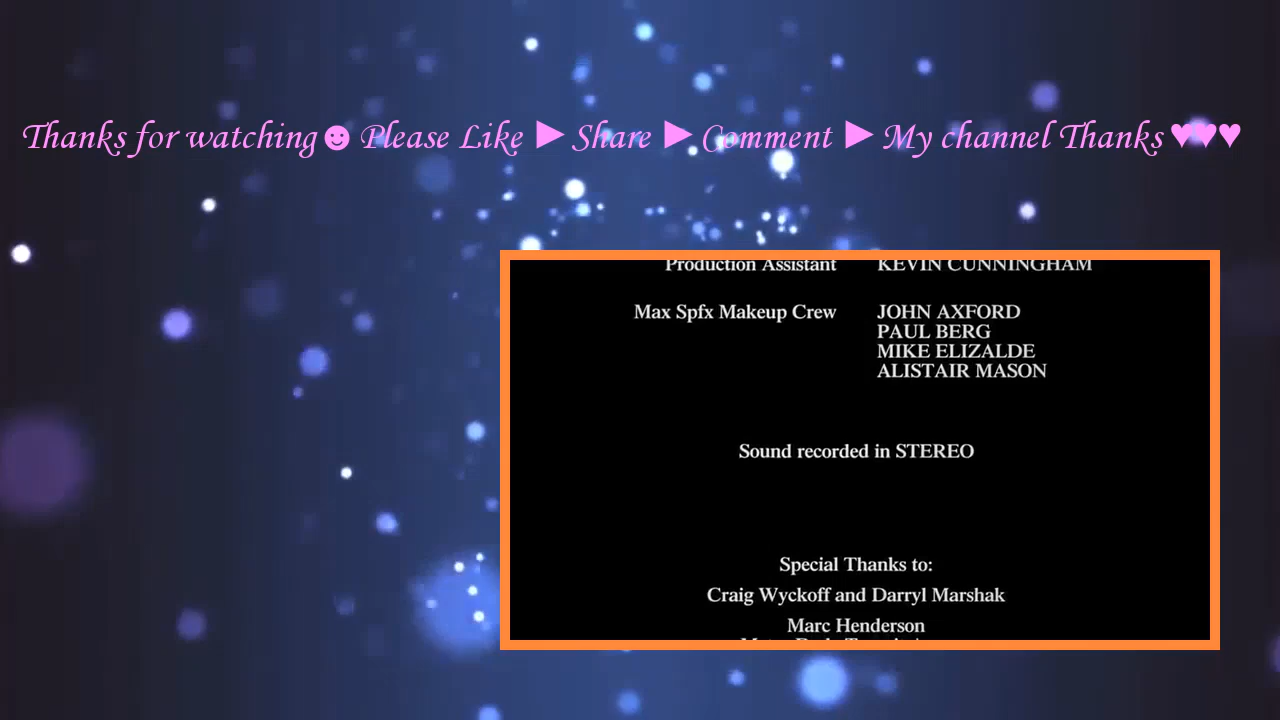 Thanks for watching☻Please Like ► Share ► Comment ► My channel Thanks ♥♥♥
Production Assistant KEVIN CUNNINGHAM
Max Spfx Makeup Crew JOHN AXFORD
PAUL BERG
MIKE ELIZALDE
ALISTAIR MASON
Sound recorded in STEREO
Special Thanks to:
Craig Wyckoff and Darryl Marshak
Marc Henderson